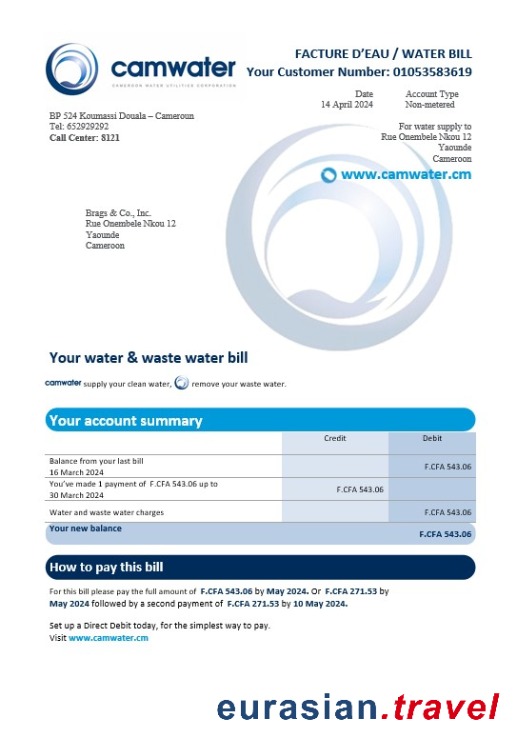 camwater
CAMEROON WATER UTILITIES CORPORATION
FACTURE D'EAU / WATER BILL
Your Customer Number: 01053583619
Date
14 April 2024
Account Type
Non-metered
BP 524 Koumassi Douala – Cameroun
Tel: 652929292
Call Center: 8121
For water supply to
Rue Onembele Nkou 12
Yaounde
Cameroon
www.camwater.cm
Brags & Co., Inc.
Rue Onembele Nkou 12
Yaounde
Cameroon
Your water & waste water bill
camwater supply your clean water, remove your waste water.
Your account summary
Credit Debit
Balance from your last bill
16 March 2024 F.CFA 543.06
You've made 1 payment of F.CFA 543.06 up to
30 March 2024 F.CFA 543.06
Water and waste water charges F.CFA 543.06
Your new balance F.CFA 543.06
How to pay this bill
For this bill please pay the full amount of F.CFA 543.06 by May 2024. Or F.CFA 271.53 by
May 2024 followed by a second payment of F.CFA 271.53 by 10 May 2024.
Set up a Direct Debit today, for the simplest way to pay.
Visit www.camwater.cm
eurasian.travel